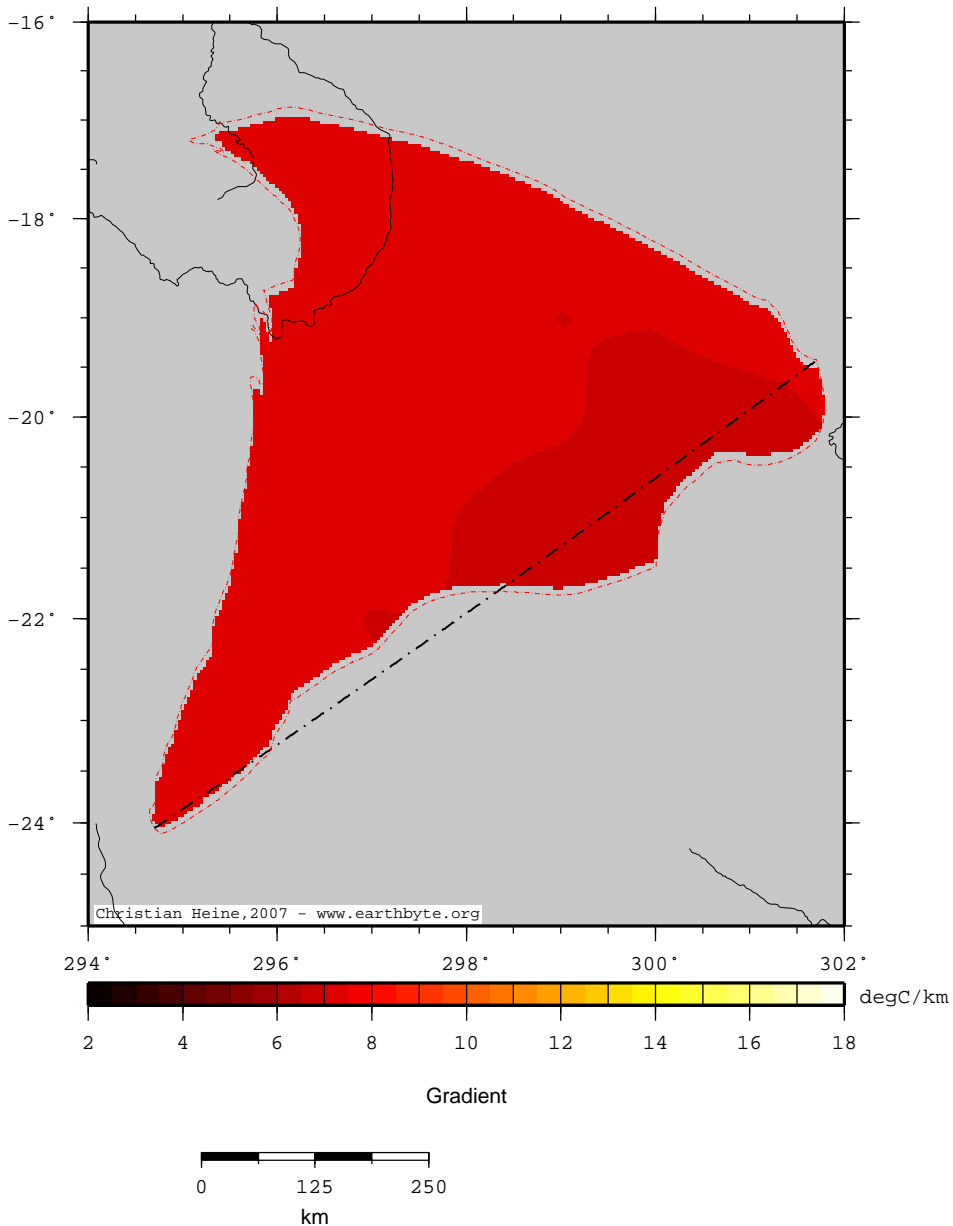 −16°
−18°
−20°
−22°
−24°
Christian Heine,2007 − www.earthbyte.org
294° 296° 298° 300° 302°
degC/km
2 4 6 8 10 12 14 16 18
Gradient
0 125 250
km